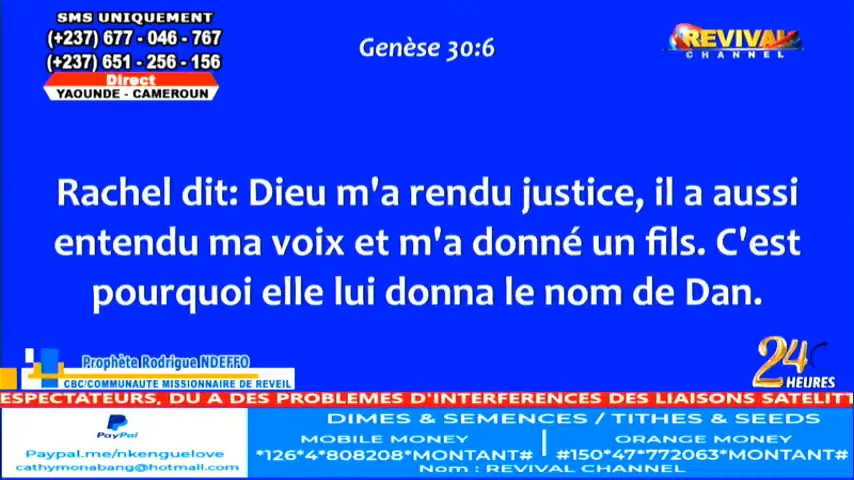 SMS UNIQUEMENT
(+237) 677 - 046 - 767
(+237) 651 - 256 - 156
Direct
YAOUNDE - CAMEROUN
Genèse 30:6
REVIVAL
CHANNEL
Rachel dit: Dieu m'a rendu justice, il a aussi
entendu ma voix et m'a donné un fils. C'est
pourquoi elle lui donna le nom de Dan.
Prophète Rodrigue NDEFFO
CBC/COMMUNAUTE MISSIONNAIRE DE REVEIL
24
HEURES
ESPECTATEURS, DU A DES PROBLEMES D'INTERFERENCES DES LIAISONS SATELITT
PayPal
Paypal.me/nkenguelove
cathymonabang@hotmail.com
DIMES & SEMENCES / TITHES & SEEDS
MOBILE MONEY
*126*4*808208*MONTANT#
ORANGE MONEY
#150*47*772063*MONTANT#
Nom : REVIVAL CHANNEL